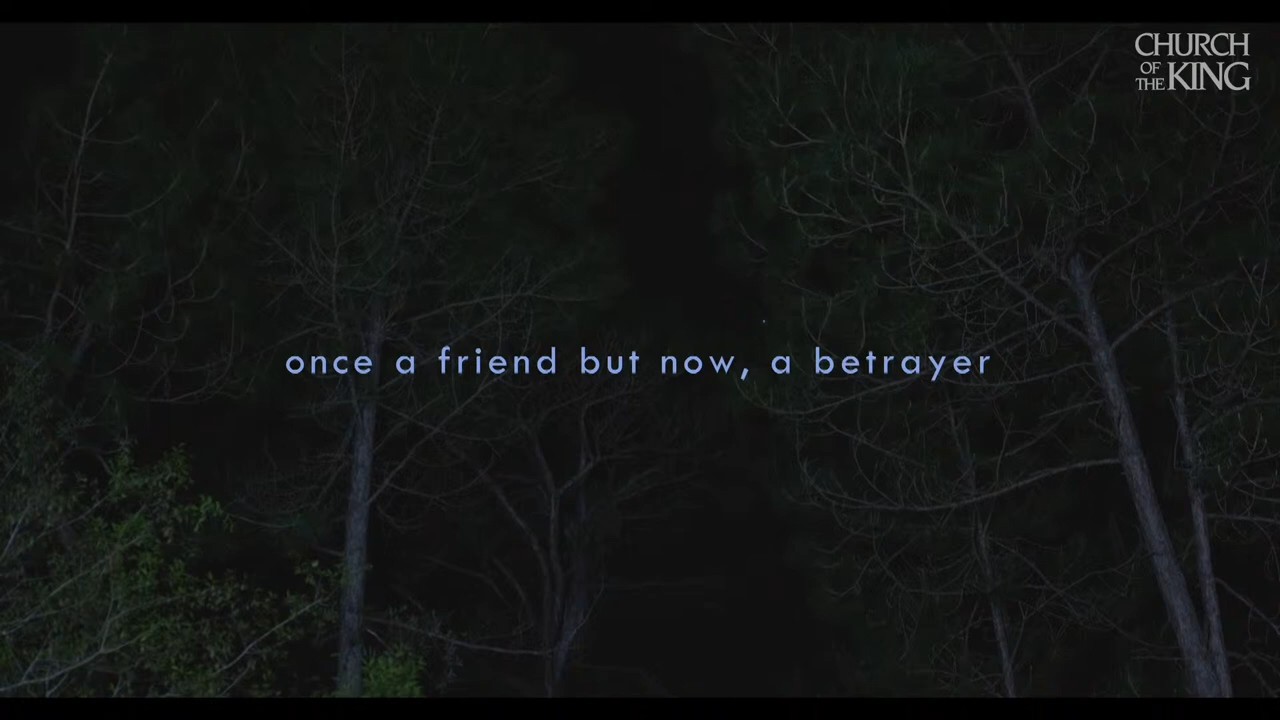 CHURCH
OF
THE KING
once a friend but now, a betrayer